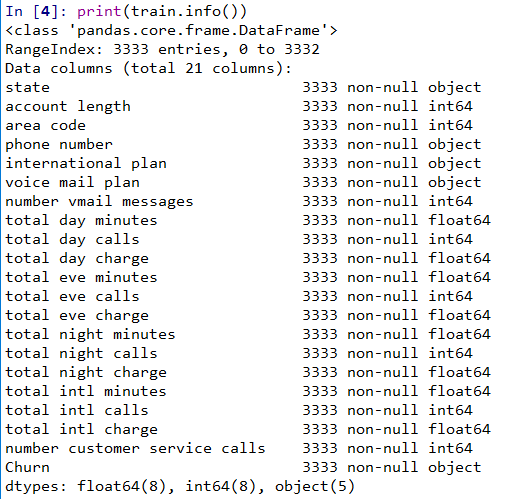 In [4]: print(train.info())
<class 'pandas.core.frame.DataFrame'>
RangeIndex: 3333 entries, 0 to 3332
Data columns (total 21 columns):
state                            3333 non-null object
account length                   3333 non-null int64
area code                        3333 non-null int64
phone number                     3333 non-null object
international plan               3333 non-null object
voice mail plan                  3333 non-null object
number vmail messages            3333 non-null int64
total day minutes                3333 non-null float64
total day calls                  3333 non-null int64
total day charge                 3333 non-null float64
total eve minutes                3333 non-null float64
total eve calls                  3333 non-null int64
total eve charge                 3333 non-null float64
total night minutes              3333 non-null float64
total night calls                3333 non-null int64
total night charge               3333 non-null float64
total intl minutes               3333 non-null float64
total intl calls                 3333 non-null int64
total intl charge                3333 non-null float64
number customer service calls    3333 non-null int64
Churn                            3333 non-null object
dtypes: float64(8), int64(8), object(5)